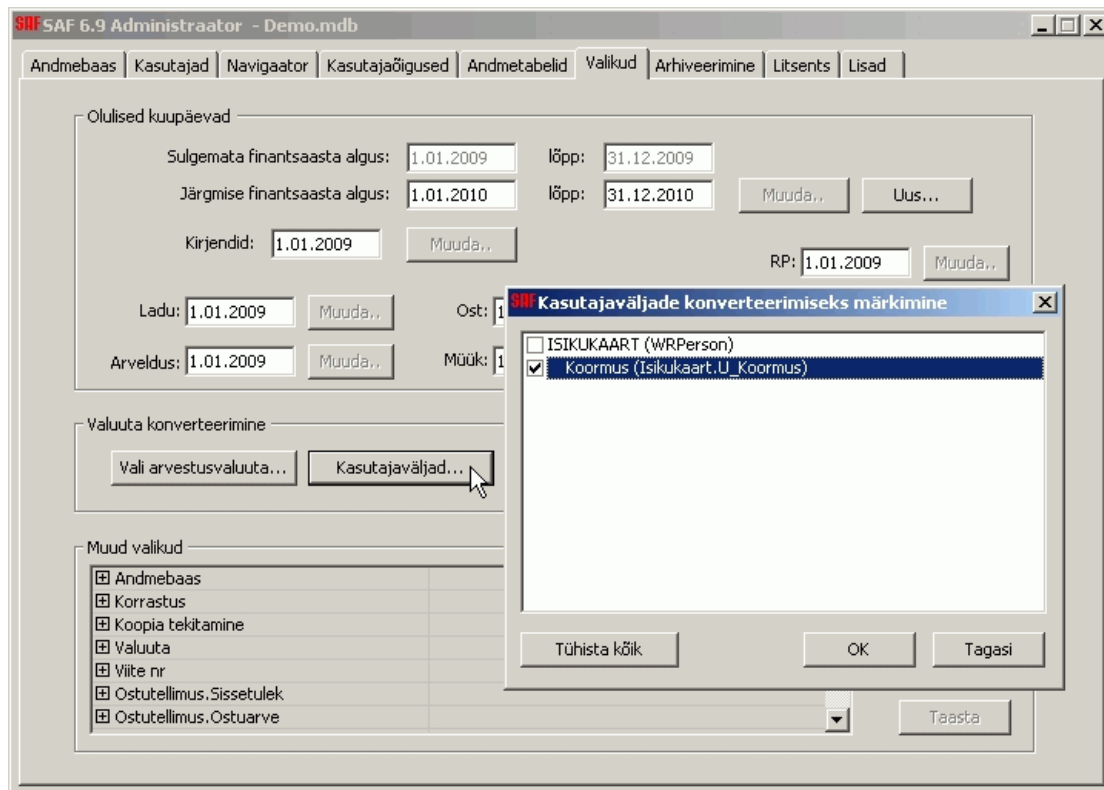 SAF SAF 6.9 Administraator - Demo.mdb
Andmebaas Kasutajad Navigaator Kasutajaõigused Andmetabelid Valikud Arhiveerimine Litsents Lisad
Olulised kuupäevad
Sulgemata finantsaasta algus: 1.01.2009 lõpp: 31.12.2009
Järgmise finantsaasta algus: 1.01.2010 lõpp: 31.12.2010 Muuda.. Uus...
Kirjendid: 1.01.2009 Muuda..
RP: 1.01.2009 Muuda..
Ladu: 1.01.2009 Muuda.. Ost: 1
Arveldus: 1.01.2009 Muuda.. Müük: 1
Valuuta konverteerimine
Vali arvestusvaluuta... Kasutajaväljad...
Muud valikud
Andmebaas
Korrastus
Koopia tekitamine
Valuuta
Viite nr
Ostutellimus.Sissetulek
Ostutellimus.Ostuarve
Taasta
SAF Kasutajaväljade konverteerimiseks märkimine
ISIKUKAART (WRPerson)
Koormus (Isikukaart.U_Koormus)
Tühista kõik OK Tagasi